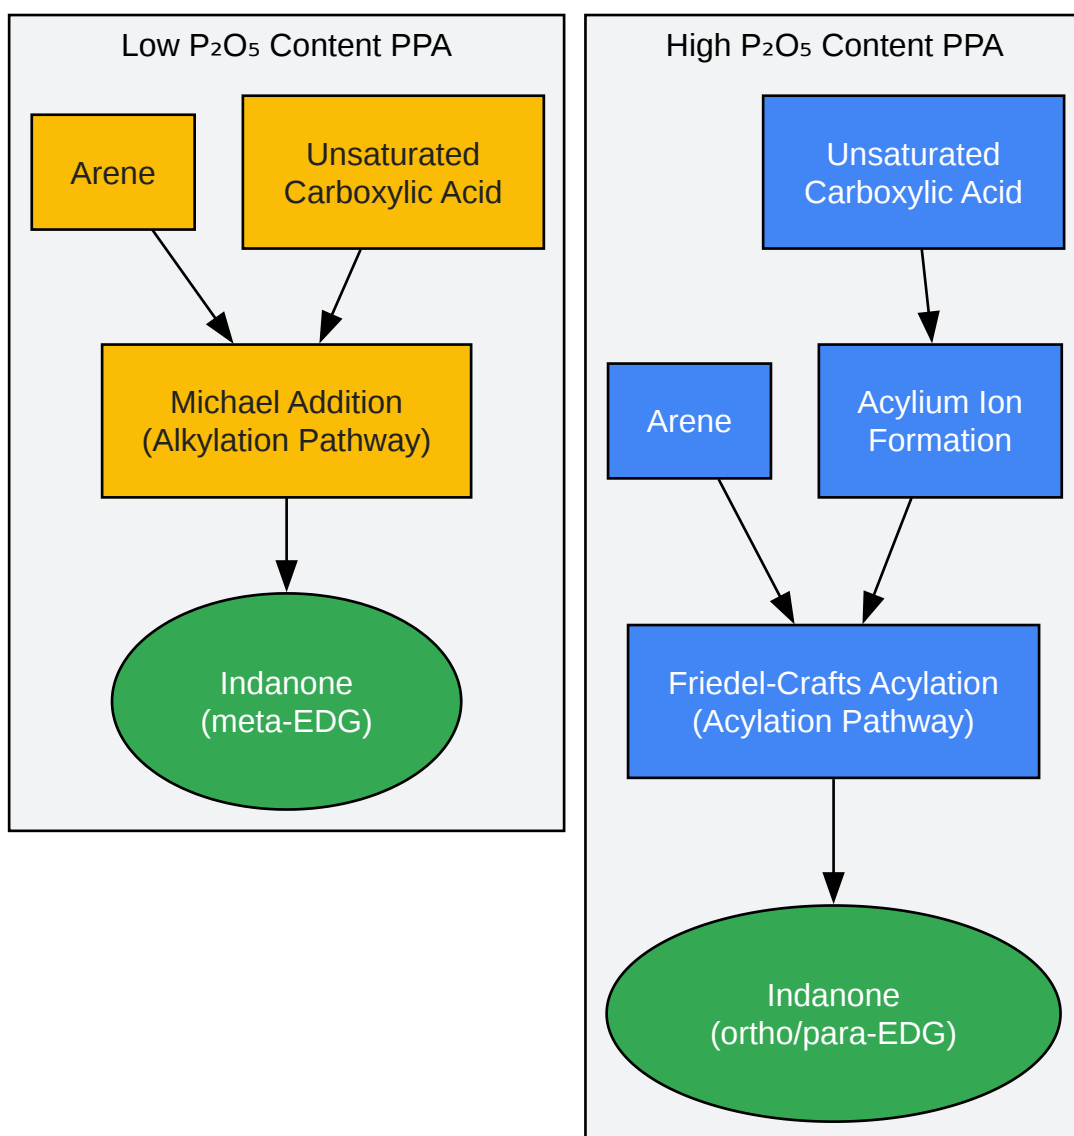 Low P₂O₅ Content PPA
Arene
Unsaturated
Carboxylic Acid
Michael Addition
(Alkylation Pathway)
Indanone
(meta-EDG)
High P₂O₅ Content PPA
Unsaturated
Carboxylic Acid
Arene
Acylium Ion
Formation
Friedel-Crafts Acylation
(Acylation Pathway)
Indanone
(ortho/para-EDG)